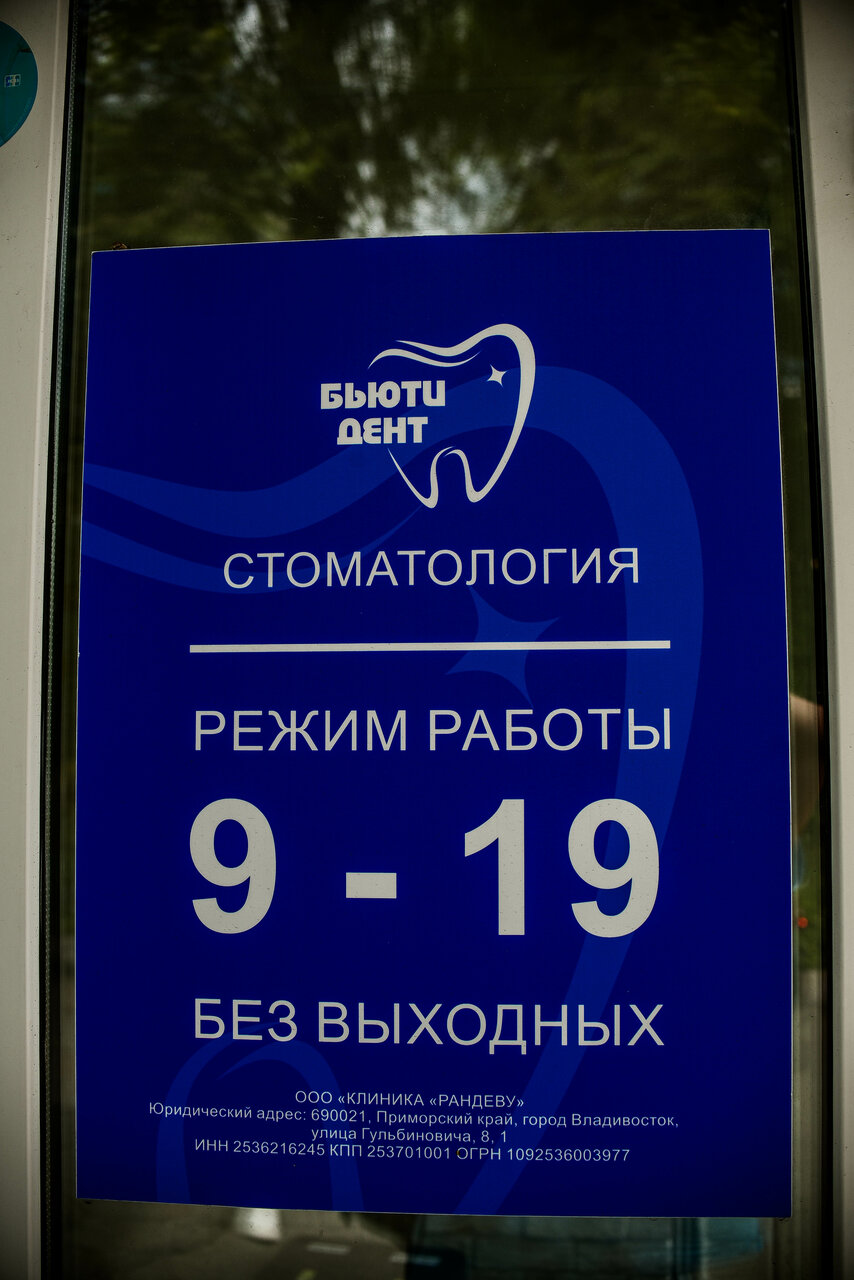 БЬЮТИ
ДЕНТ
СТОМАТОЛОГИЯ
РЕЖИМ РАБОТЫ
9 - 19
БЕЗ ВЫХОДНЫХ
ООО «КЛИНИКА «РАНДЕВУ»
Юридический адрес: 690021, Приморский край, город Владивосток,
улица Гульбиновича, 8, 1
ИНН 2536216245 КПП 253701001 ОГРН 1092536003977